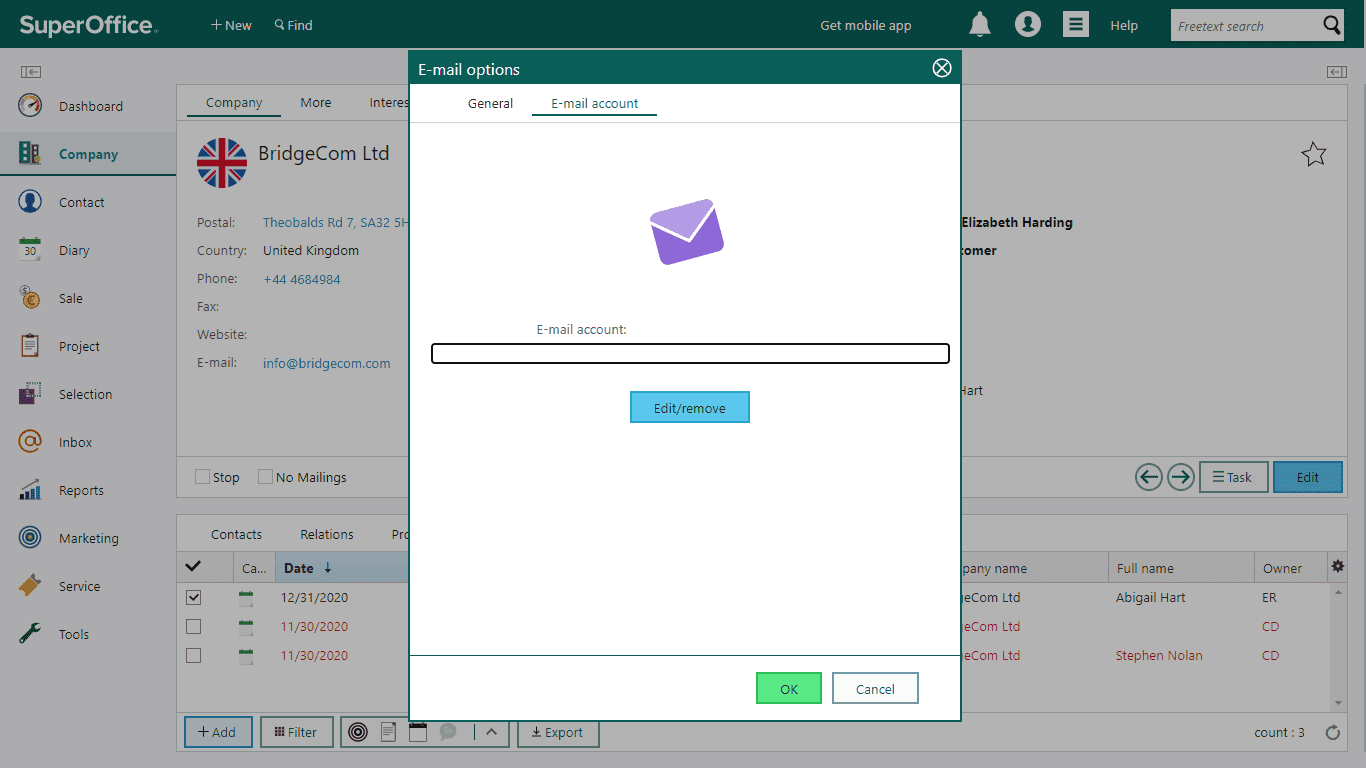 SuperOffice.
New
Find
Get mobile app
Help
Freetext search
Dashboard
Company
Contact
Diary
30
Sale
Project
Selection
Inbox
Reports
Marketing
Service
Tools
Company
More
Interes
BridgeCom Ltd
Postal:
Theobalds Rd 7, SA32 5H
Country:
United Kingdom
Phone:
+44 4684984
Fax:
Website:
E-mail:
info@bridgecom.com
Elizabeth Harding
tomer
Hart
Stop
No Mailings
Task
Edit
E-mail options
General
E-mail account
E-mail account:
Edit/remove
OK
Cancel
Contacts
Relations
Pro
Ca...
Date
pany name
Full name
Owner
12/31/2020
geCom Ltd
Abigail Hart
ER
11/30/2020
geCom Ltd
CD
11/30/2020
geCom Ltd
Stephen Nolan
CD
Add
Filter
Export
count : 3